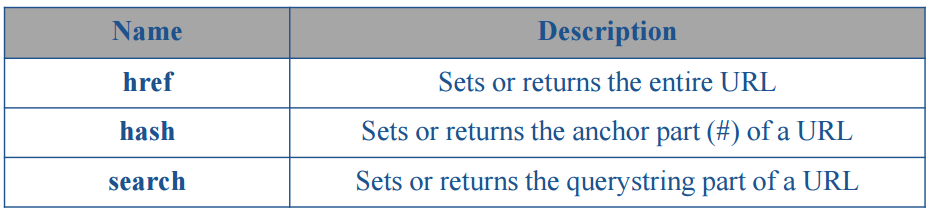 Name Description
href Sets or returns the entire URL
hash Sets or returns the anchor part (#) of a URL
search Sets or returns the querystring part of a URL